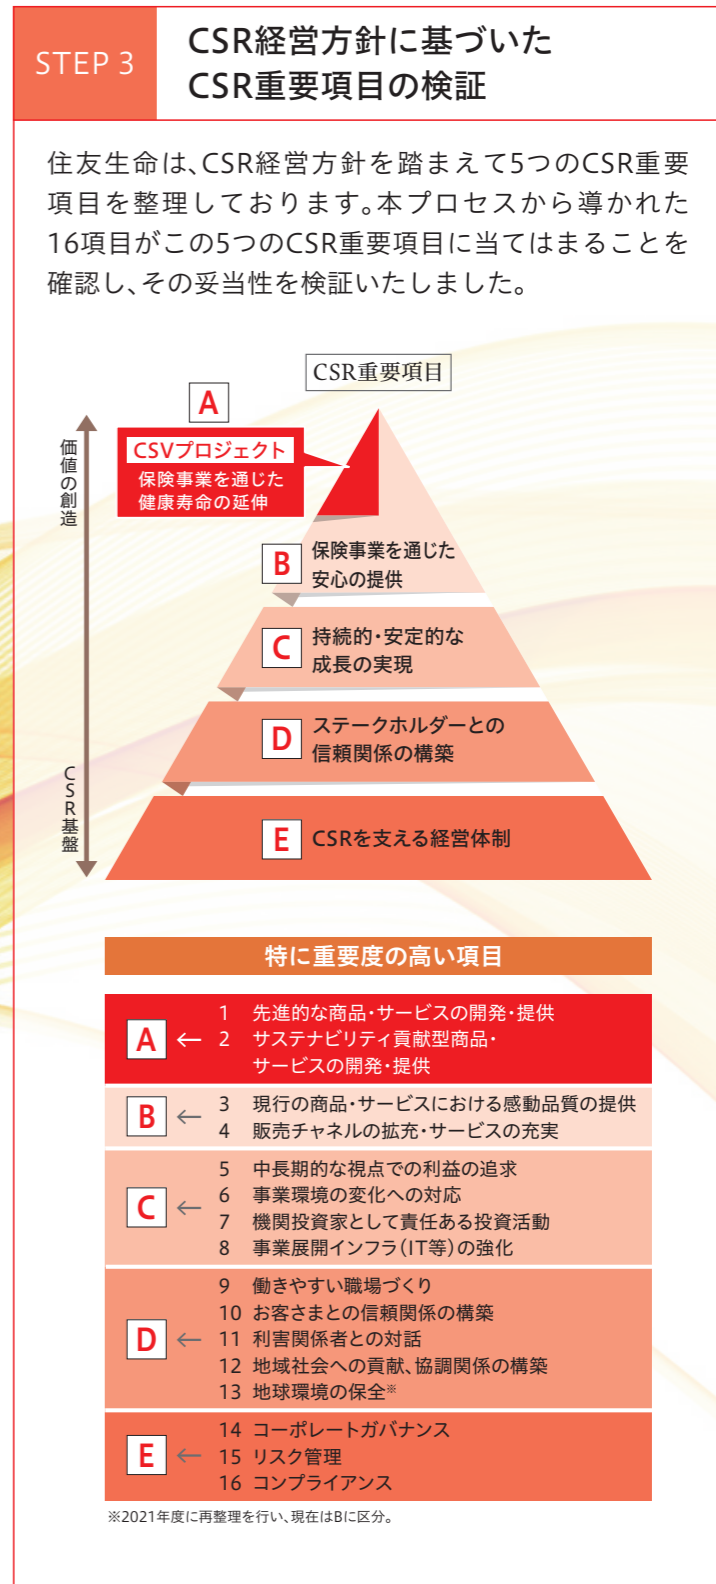 STEP 3
CSR経営方針に基づいた
CSR重要項目の検証
住友生命は、CSR経営方針を踏まえて5つのCSR重要
項目を整理しております。本プロセスから導かれた
16項目がこの5つのCSR重要項目に当てはまることを
確認し、その妥当性を検証いたしました。
CSR重要項目
価値の創造
CSR基盤
A
CSVプロジェクト
保険事業を通じた
健康寿命の延伸
B
保険事業を通じた
安心の提供
C
持続的・安定的な
成長の実現
D
ステークホルダーとの
信頼関係の構築
E
CSRを支える経営体制
特に重要度の高い項目
A ←
1 先進的な商品・サービスの開発・提供
2 サステナビリティ貢献型商品・
サービスの開発・提供
B ←
3 現行の商品・サービスにおける感動品質の提供
4 販売チャネルの拡充・サービスの充実
C ←
5 中長期的な視点での利益の追求
6 事業環境の変化への対応
7 機関投資家として責任ある投資活動
8 事業展開インフラ(IT等)の強化
D ←
9 働きやすい職場づくり
10 お客さまとの信頼関係の構築
11 利害関係者との対話
12 地域社会への貢献、協調関係の構築
13 地球環境の保全※
E ←
14 コーポレートガバナンス
15 リスク管理
16 コンプライアンス
※2021年度に再整理を行い、現在はBに区分。